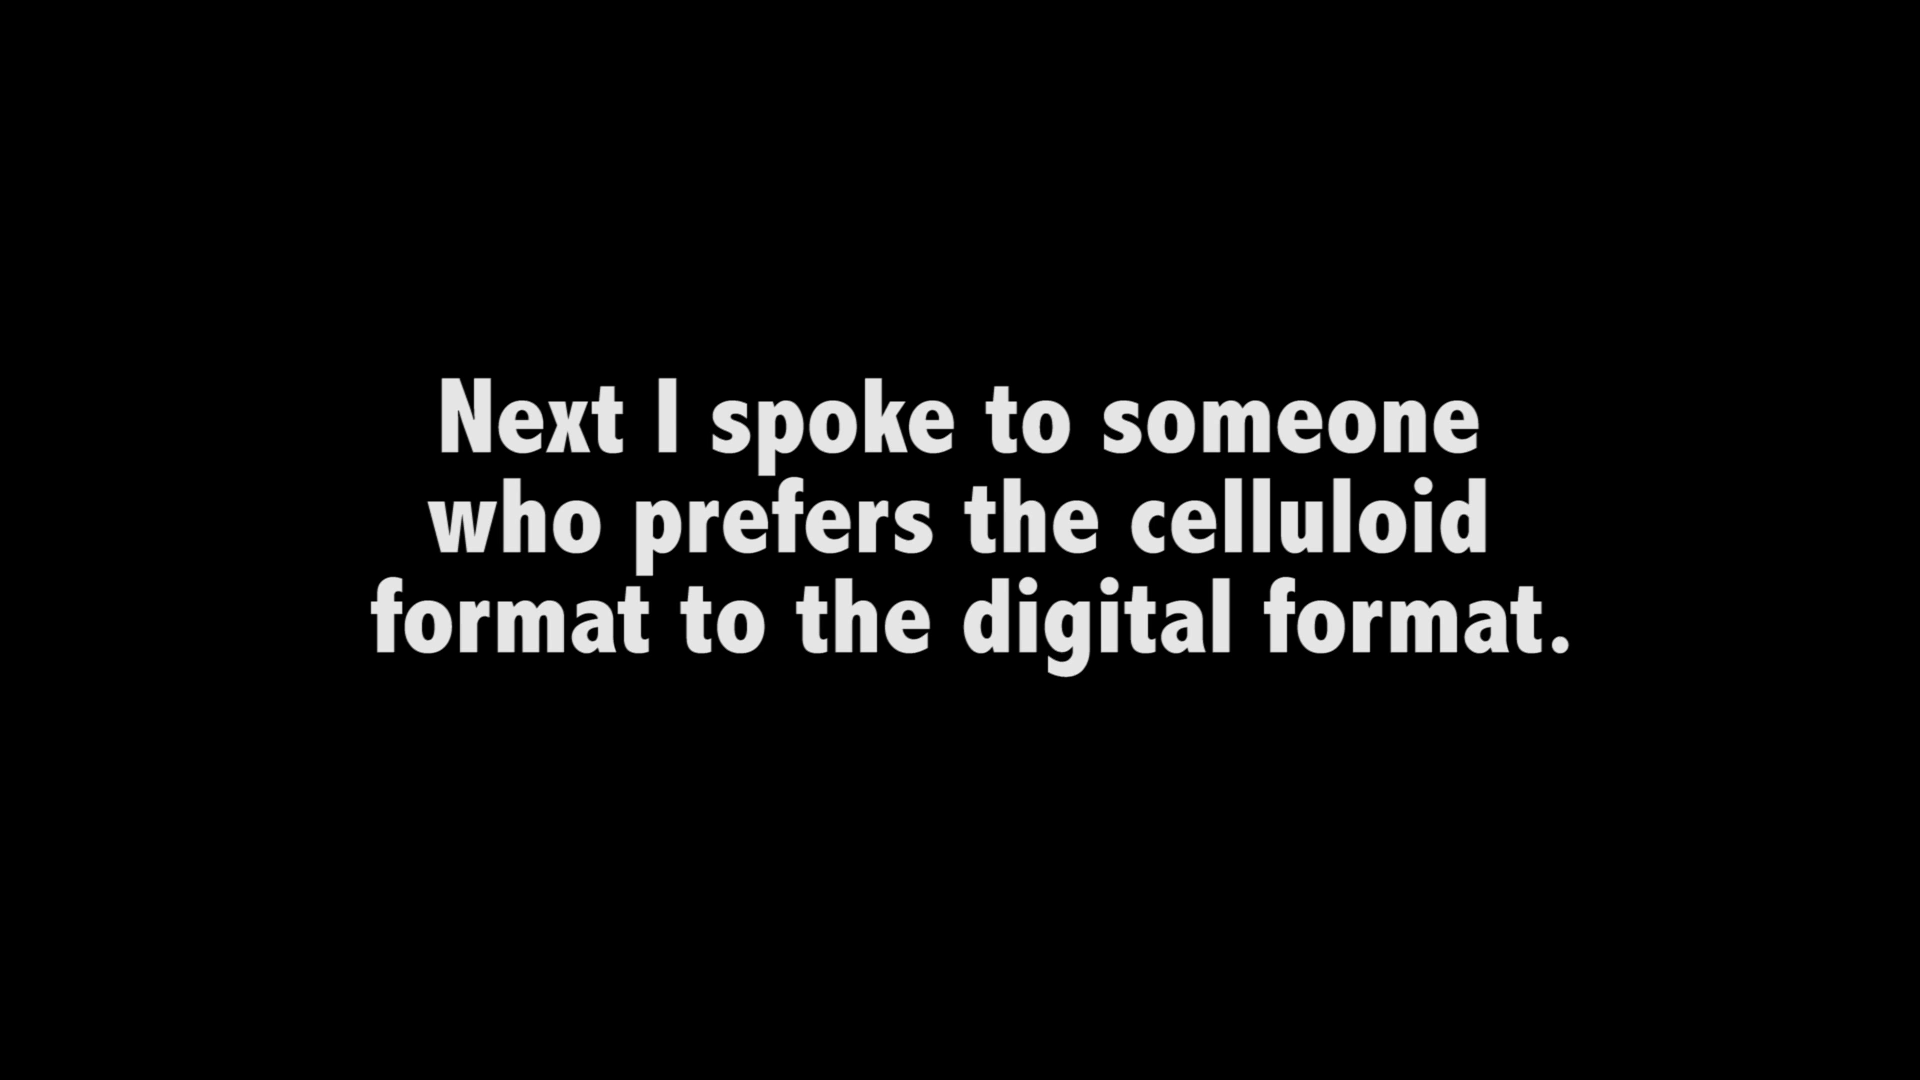 Next I spoke to someone
who prefers the celluloid
format to the digital format.